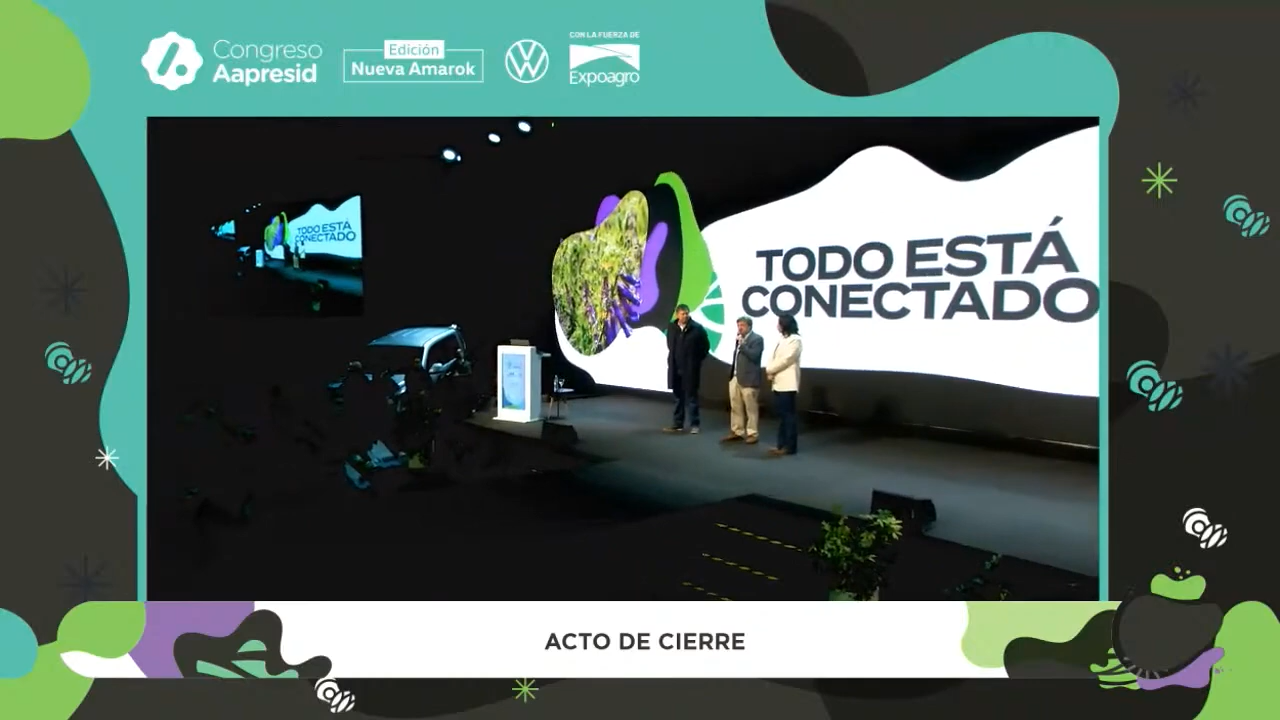 Congreso
Aapresid
Edición
Nueva Amarok
CON LA FUERZA DE
Expoagro
TODO ESTÁ
CONECTADO
TODO ESTÁ
CONECTADO
ACTO DE CIERRE